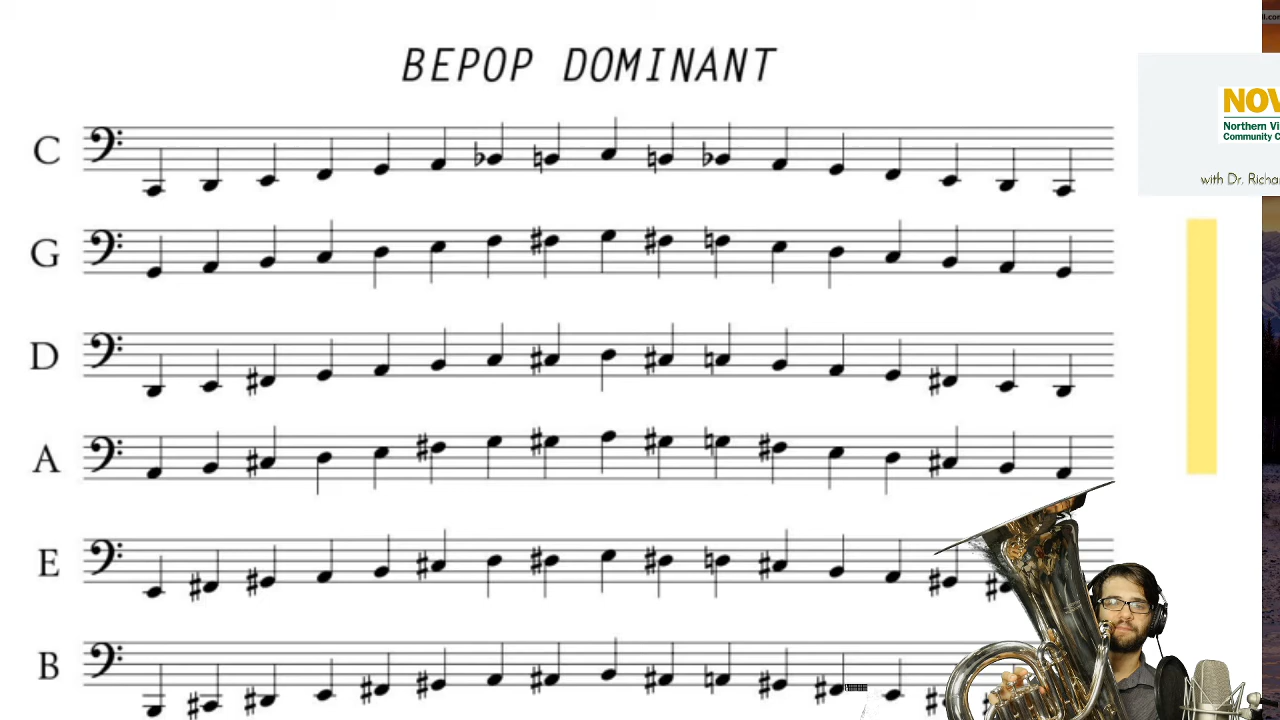 BEPOP DOMINANT
C
NOV
Northern Vi
Community C
with Dr. Richa
G
D
A
E
B